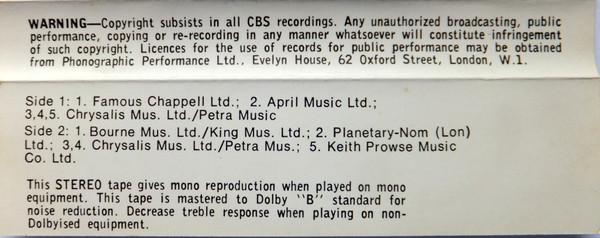 WARNING—Copyright subsists in all CBS recordings. Any unauthorized broadcasting, public
performance, copying or re-recording in any manner whatsoever will constitute infringement
of such copyright. Licences for the use of records for public performance may be obtained
from Phonographic Performance Ltd., Evelyn House, 62 Oxford Street, London, W.1.
Side 1: 1. Famous Chappell Ltd.; 2. April Music Ltd.;
3,4,5. Chrysalis Mus. Ltd./Petra Music
Side 2: 1. Bourne Mus. Ltd./King Mus. Ltd.; 2. Planetary-Nom (Lon)
Ltd.; 3,4. Chrysalis Mus. Ltd./Petra Mus.; 5. Keith Prowse Music
Co. Ltd.
This STEREO tape gives mono reproduction when played on mono
equipment. This tape is mastered to Dolby ''B'' standard for
noise reduction. Decrease treble response when playing on non-
Dolbyised equipment.